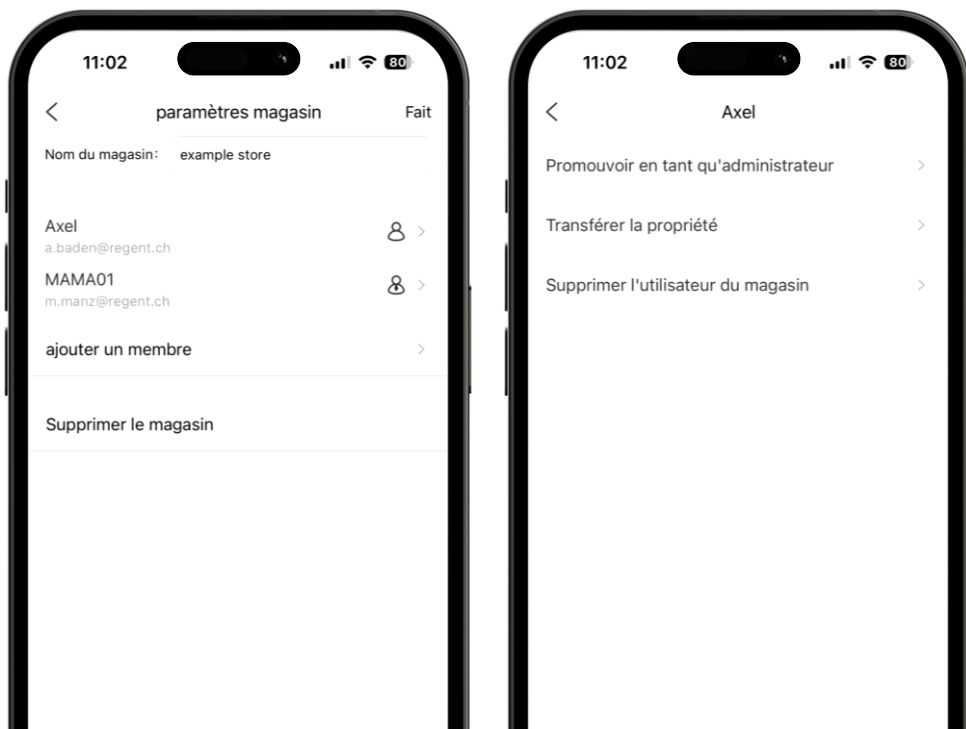 11:02
80
paramètres magasin
Fait
Nom du magasin: example store
Axel
a.baden@regent.ch
MAMA01
m.manz@regent.ch
ajouter un membre
Supprimer le magasin
11:02
80
Axel
Promouvoir en tant qu'administrateur
Transférer la propriété
Supprimer l'utilisateur du magasin